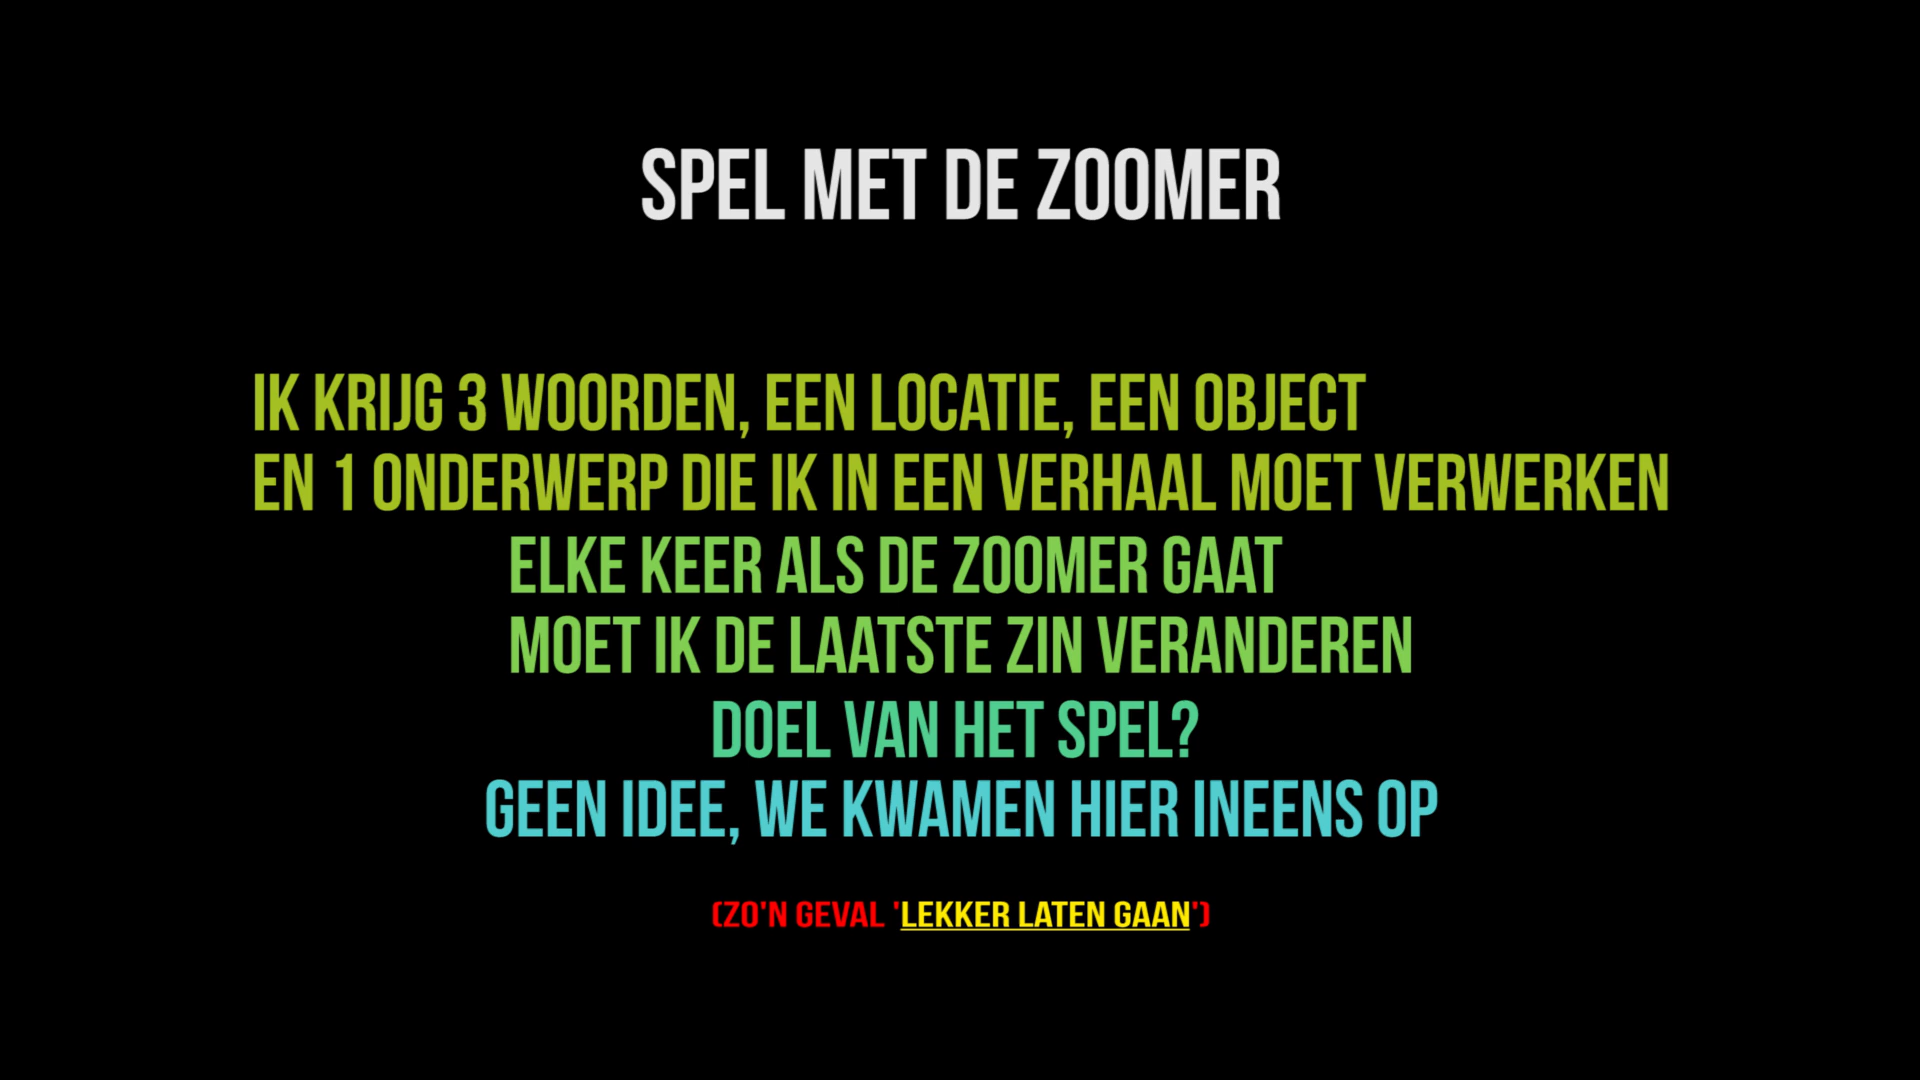 SPEL MET DE ZOOMER
IK KRIJG 3 WOORDEN, EEN LOCATIE, EEN OBJECT
EN 1 ONDERWERP DIE IK IN EEN VERHAAL MOET VERWERKEN
ELKE KEER ALS DE ZOOMER GAAT
MOET IK DE LAATSTE ZIN VERANDEREN
DOEL VAN HET SPEL?
GEEN IDEE, WE KWAMEN HIER INEENS OP
(ZO'N GEVAL 'LEKKER LATEN GAAN')